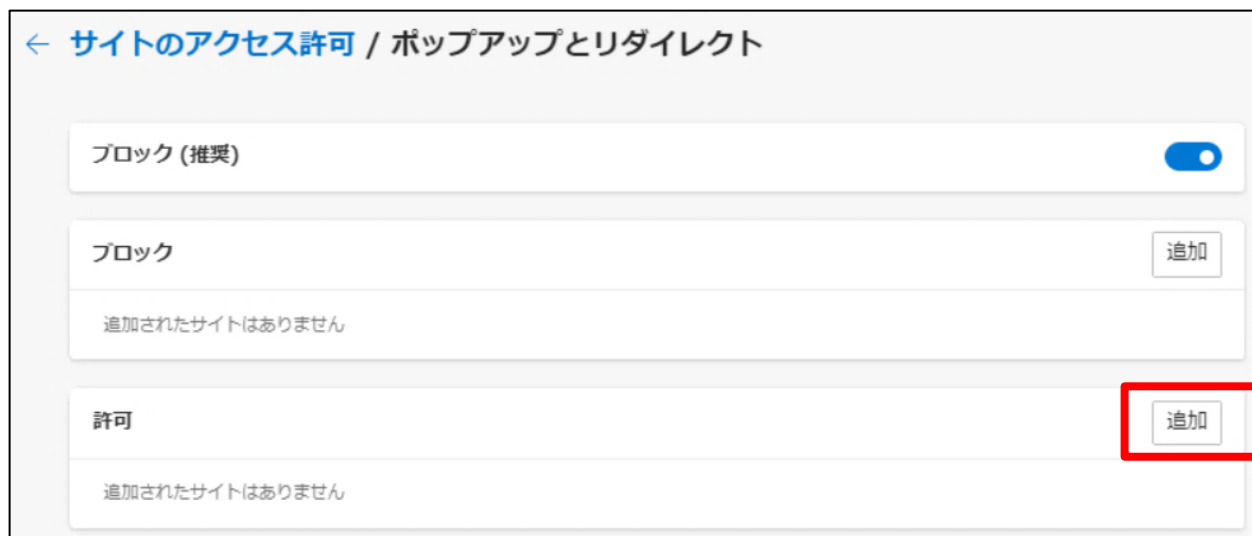 ← サイトのアクセス許可 / ポップアップとリダイレクト
ブロック (推奨)
ブロック 追加
追加されたサイトはありません
許可 追加
追加されたサイトはありません